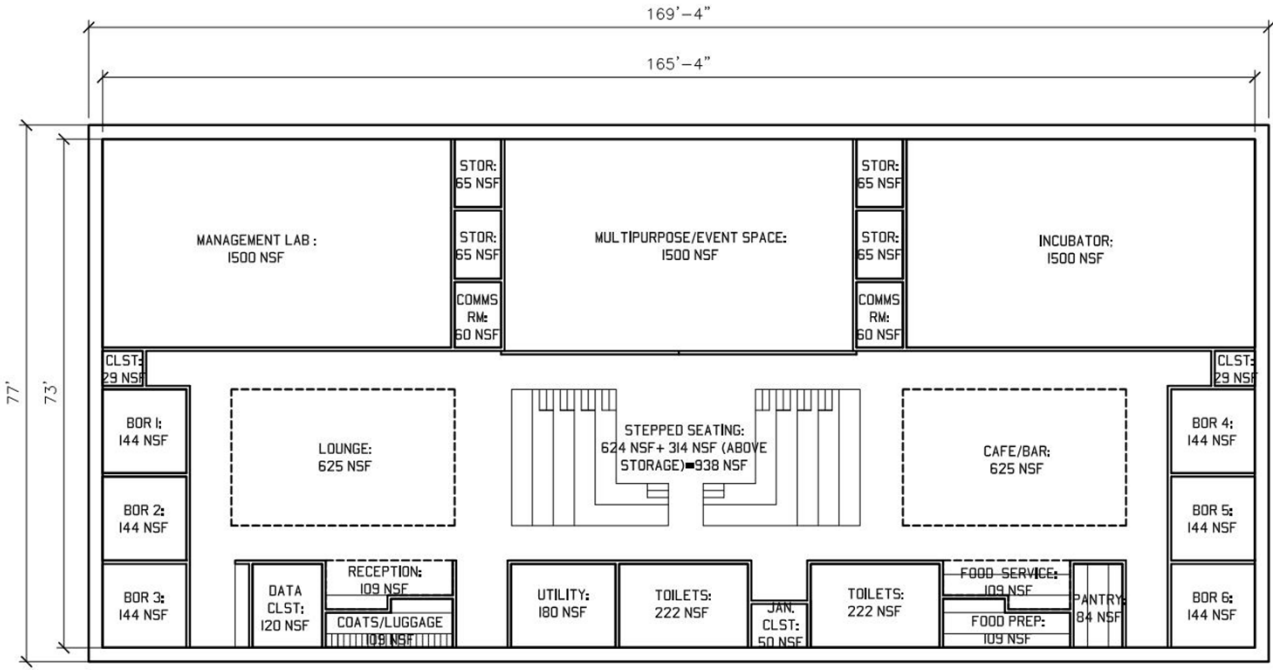 169'-4"
165'-4"
77'
73'
MANAGEMENT LAB :
1500 NSF
STOR:
65 NSF
STOR:
65 NSF
COMMS
RM:
60 NSF
MULTIPURPOSE/EVENT SPACE:
1500 NSF
STOR:
65 NSF
STOR:
65 NSF
COMMS
RM:
60 NSF
INCUBATOR:
1500 NSF
CLST:
29 NSF
CLST:
29 NSF
BOR 1:
144 NSF
BOR 2:
144 NSF
BOR 3:
144 NSF
LOUNGE:
625 NSF
STEPPED SEATING:
624 NSF+ 314 NSF (ABOVE
STORAGE)=938 NSF
CAFE/BAR:
625 NSF
BOR 4:
144 NSF
BOR 5:
144 NSF
BOR 6:
144 NSF
DATA
CLST:
120 NSF
RECEPTION:
109 NSF
COATS/LUGGAGE
109 NSF
UTILITY:
180 NSF
TOILETS:
222 NSF
JAN.
CLST:
50 NSF
TOILETS:
222 NSF
FOOD SERVICE:
109 NSF
FOOD PREP:
109 NSF
PANTRY:
84 NSF